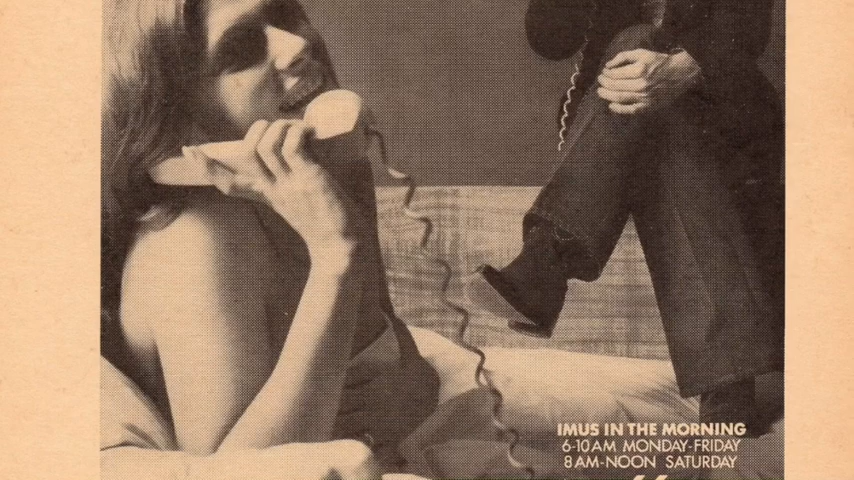 IMUS IN THE MORNING
6-10AM MONDAY-FRIDAY
8AM-NOON SATURDAY